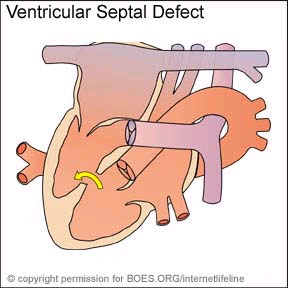 Ventricular Septal Defect
© copyright permission for BOES.ORG/internetlifeline